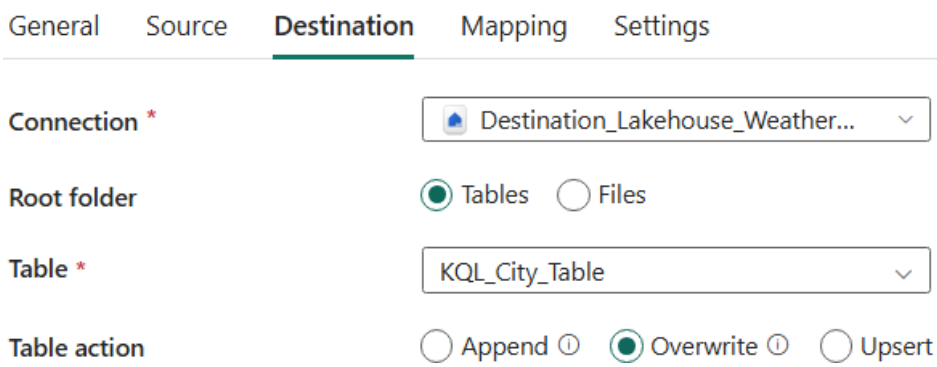 General Source Destination Mapping Settings
Connection * Destination_Lakehouse_Weather...
Root folder Tables Files
Table * KQL_City_Table
Table action Append Overwrite Upsert